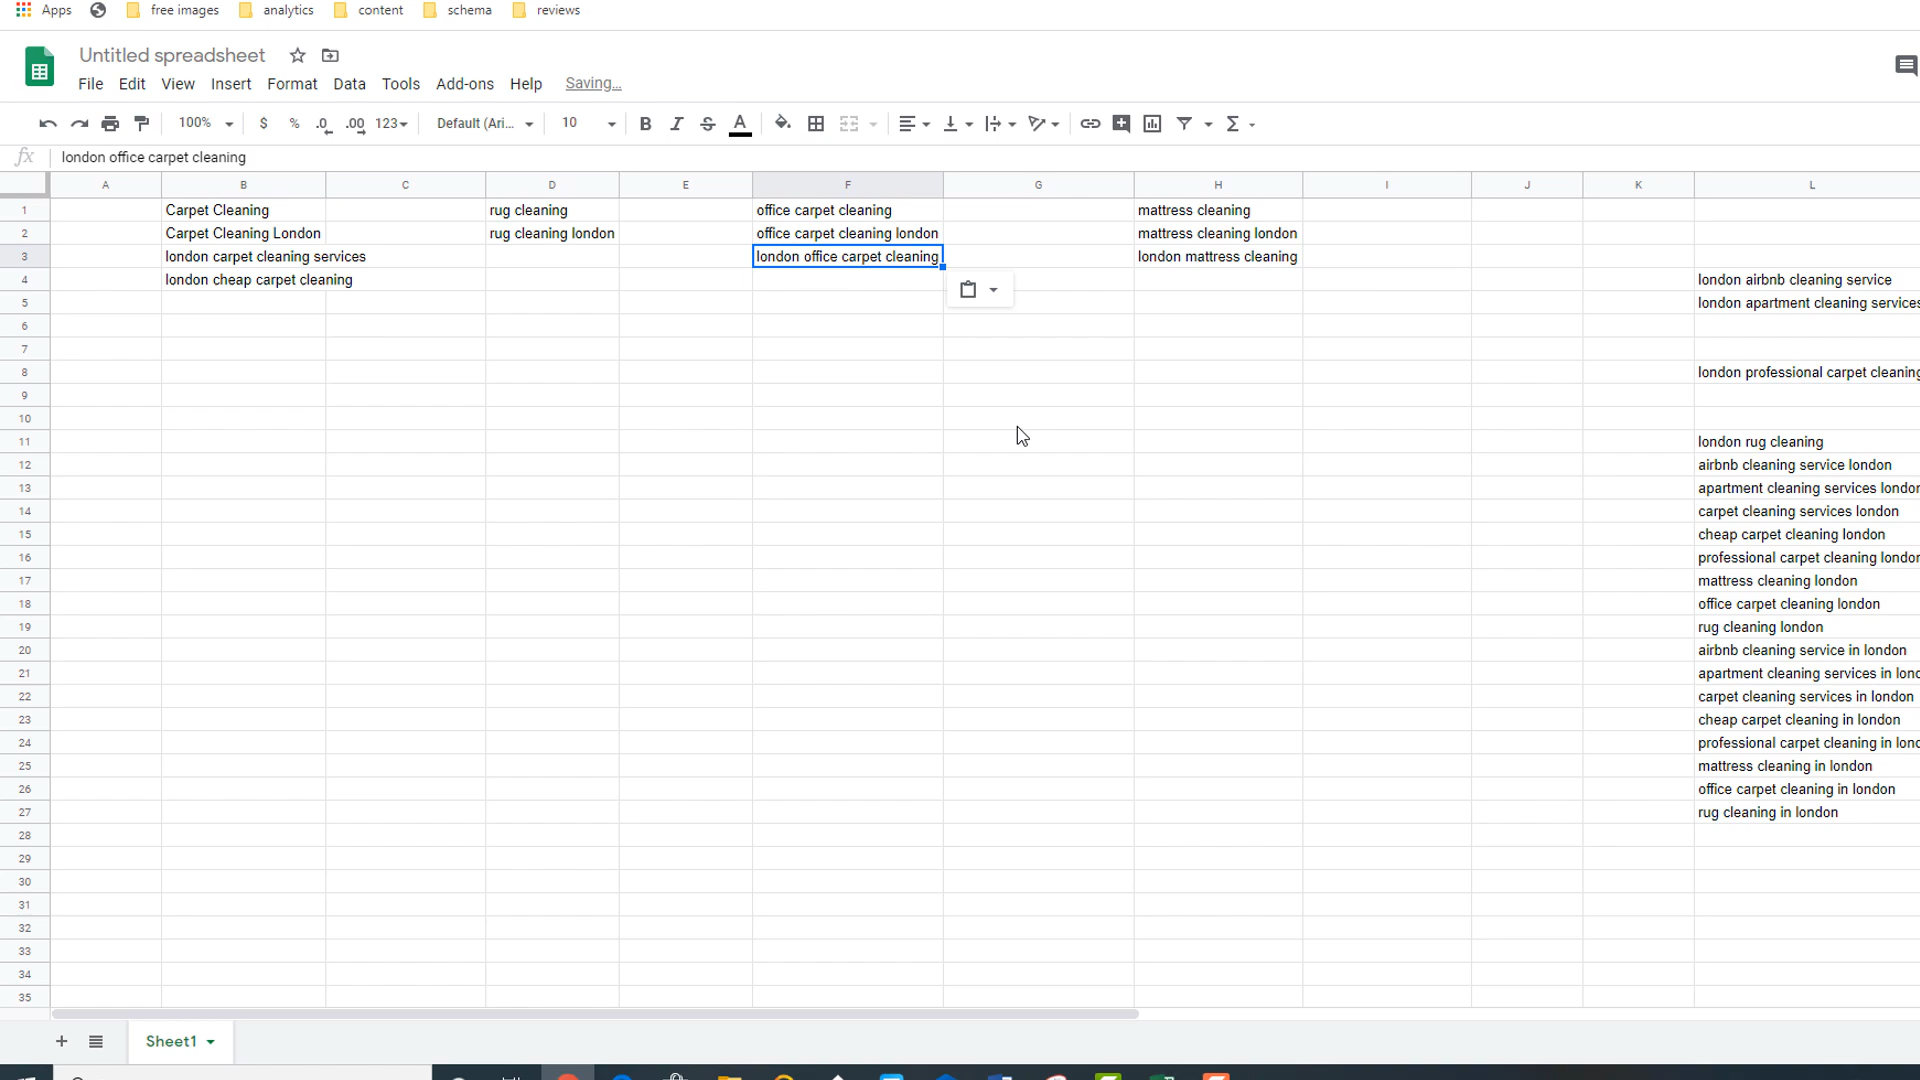 Apps free images analytics content schema reviews
Untitled spreadsheet
File Edit View Insert Format Data Tools Add-ons Help Saving...
100% $ % .0 .00 123 Default (Ari... 10 B I S A Σ
fx london office carpet cleaning
A B C D E F G H I J K L
1 Carpet Cleaning rug cleaning office carpet cleaning mattress cleaning
2 Carpet Cleaning London rug cleaning london office carpet cleaning london mattress cleaning london
3 london carpet cleaning services london office carpet cleaning london mattress cleaning
4 london cheap carpet cleaning london airbnb cleaning service
5 london apartment cleaning services
6
7
8 london professional carpet cleaning
9
10
11 london rug cleaning
12 airbnb cleaning service london
13 apartment cleaning services london
14 carpet cleaning services london
15 cheap carpet cleaning london
16 professional carpet cleaning london
17 mattress cleaning london
18 office carpet cleaning london
19 rug cleaning london
20 airbnb cleaning service in london
21 apartment cleaning services in lond
22 carpet cleaning services in london
23 cheap carpet cleaning in london
24 professional carpet cleaning in lond
25 mattress cleaning in london
26 office carpet cleaning in london
27 rug cleaning in london
28
29
30
31
32
33
34
35
Sheet1